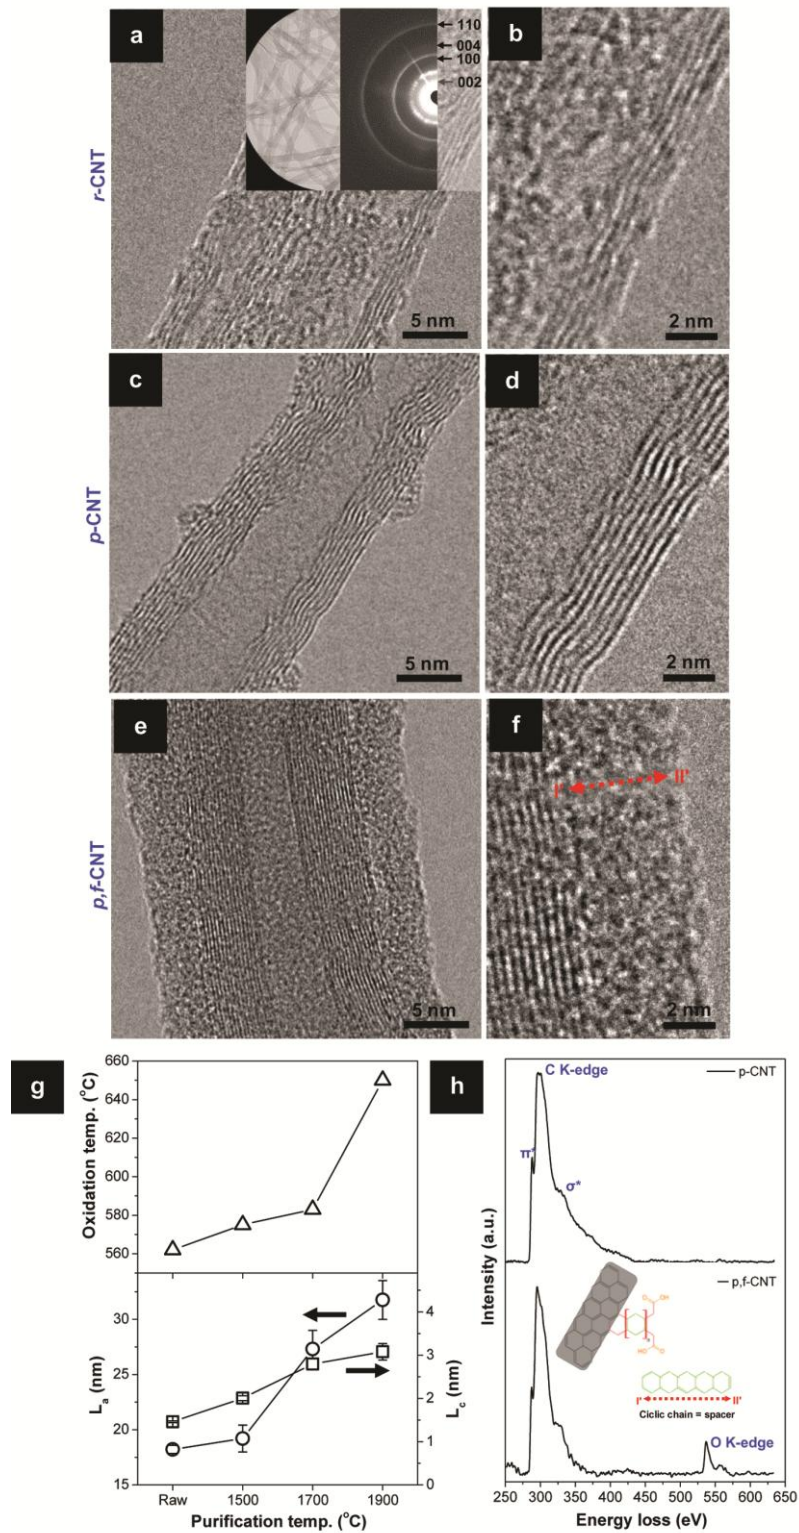 a
110
004
100
002
5 nm
b
2 nm
r-CNT
c
5 nm
d
2 nm
p-CNT
e
5 nm
f
I'
II'
2 nm
p,f-CNT
g
660
640
620
600
580
560
Oxidation temp. (°C)
30
27
25
20
15
La (nm)
4
3
2
1
0
Lc (nm)
Raw
1500
1700
1900
Purification temp. (°C)
h
C K-edge
p-CNT
π*
σ*
p,f-CNT
OH
O
HO
O
I'
II'
Ciclic chain = spacer
O K-edge
Intensity (a.u.)
250 300 350 400 450 500 550 600 650
Energy loss (eV)